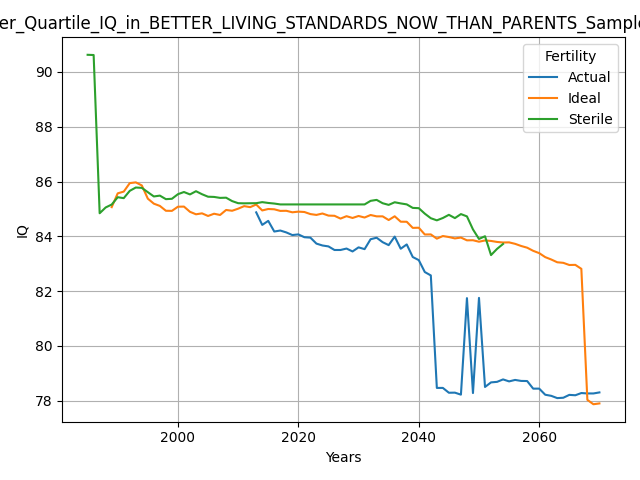 er_Quartile_IQ_in_BETTER_LIVING_STANDARDS_NOW_THAN_PARENTS_Sample
Fertility
Actual
Ideal
Sterile
IQ
90
88
86
84
82
80
78
2000
2020
2040
2060
Years